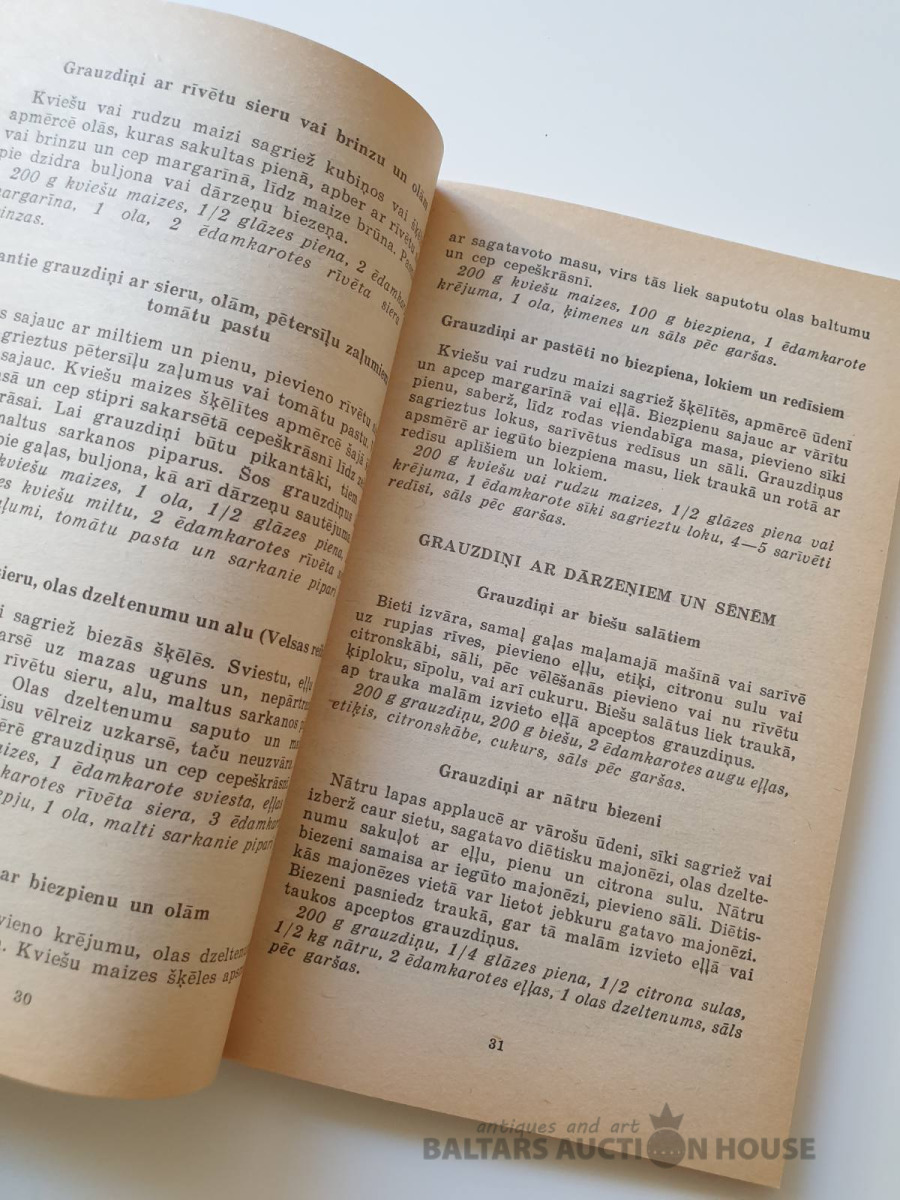 Grauzdiņi ar rīvētu sieru vai brinzu un olām
Kviešu vai rudzu maizi sagriež kubiņos vai
apmērcē olās, kuras sakultas pienā, apber ar rīvētu
vai brinzu un cep margarīnā, līdz maize brūna.
pie dzidra buljona vai dārzeņu biezeņa.
200 g kviešu maizes, 1/2 glāzes piena, 2 ēdamkarotes
margarīna, 1 ola, 2 ēdamkarotes rīvēta siera
grauzdiņi ar sieru, olām, pētersīļu zaļumiem
tomātu pastu
sajauc ar miltiem un pienu, pievieno rīvētu
pētersīļu zaļumus vai tomātu pastu,
sajauc. Kviešu maizes šķēlītes apmērcē šajā
un cep stipri sakarsētā cepeškrāsnī līdz
Lai grauzdiņi būtu pikantāki, tiem
maltus sarkanos piparus. Šos grauzdiņus
gaļas, buljona, kā arī dārzeņu sautējuma
kviešu maizes, 1 ola, 1/2 glāzes piena,
kviešu miltu, 2 ēdamkarotes rīvēta
tomātu pasta un sarkanie pipari
sieru, olas dzeltenumu un alu (Velsas
sagriež biezās šķēlēs. Sviestu, eļļu
uz mazas uguns un, nepārtr
rīvētu sieru, alu, maltus sarkanos
Olas dzeltenumu saputo un
vēlreiz uzkarsē, taču neuzvāra.
grauzdiņus un cep cepeškrāsnī
1 ēdamkarote sviesta, eļļas
rīvēta siera, 3 ēdamkar
1 ola, malti sarkanie pipari
ar biezpienu un olām
krējumu, olas dzelten
Kviešu maizes šķēles aps
30
ar sagatavoto masu, virs tās liek saputotu olas baltumu
un cep cepeškrāsnī.
200 g kviešu maizes, 100 g biezpiena, 1 ēdamkarote
krējuma, 1 ola, ķimenes un sāls pēc garšas.
Grauzdiņi ar pastēti no biezpiena, lokiem un redīsiem
Kviešu vai rudzu maizi sagriež šķēlītēs, apmērcē ūdenī
un apcep margarīnā vai eļļā. Biezpienu sajauc ar vārītu
pienu, saberž, līdz rodas viendabīga masa, pievieno sīki
sagrieztus lokus, sarīvētus redīsus un sāli. Grauzdiņus
apsmērē ar iegūto biezpiena masu, liek traukā un rotā ar
redīsu aplīšiem un lokiem.
200 g kviešu vai rudzu maizes, 1/2 glāzes piena vai
krējuma, 1 ēdamkarote sīki sagrieztu loku, 4—5 sarīvēti
redīsi, sāls pēc garšas.
GRAUZDIŅI AR DĀRZEŅIEM UN SĒNĒM
Grauzdiņi ar biešu salātiem
Bieti izvāra, samaļ gaļas maļamajā mašīnā vai sarīvē
uz rupjas rīves, pievieno eļļu, etiķi, citronu sulu vai
citronskābi, sāli, pēc vēlēšanās pievieno vai nu rīvētu
ķiploku, sīpolu, vai arī cukuru. Biešu salātus liek traukā,
ap trauka malām izvieto eļļā apceptos grauzdiņus.
200 g grauzdiņu, 200 g biešu, 2 ēdamkarotes augu eļļas,
etiķis, citronskābe, cukurs, sāls pēc garšas.
Grauzdiņi ar nātru biezeni
Nātru lapas applaucē ar vārošu ūdeni, sīki sagriež vai
izberž caur sietu, sagatavo diētisku majonēzi, olas dzelte-
numu sakuļot ar eļļu, pienu un citrona sulu. Nātru
biezeni samaisa ar iegūto majonēzi, pievieno sāli. Diētis-
kās majonēzes vietā var lietot jebkuru gatavo majonēzi.
Biezeni pasniedz traukā, gar tā malām izvieto eļļā vai
taukos apceptos grauzdiņus.
200 g grauzdiņu, 1/4 glāzes piena, 1/2 citrona sulas,
1/2 kg nātru, 2 ēdamkarotes eļļas, 1 olas dzeltenums, sāls
pēc garšas.
31
antiques and art
BALTARS AUCTION HOUSE